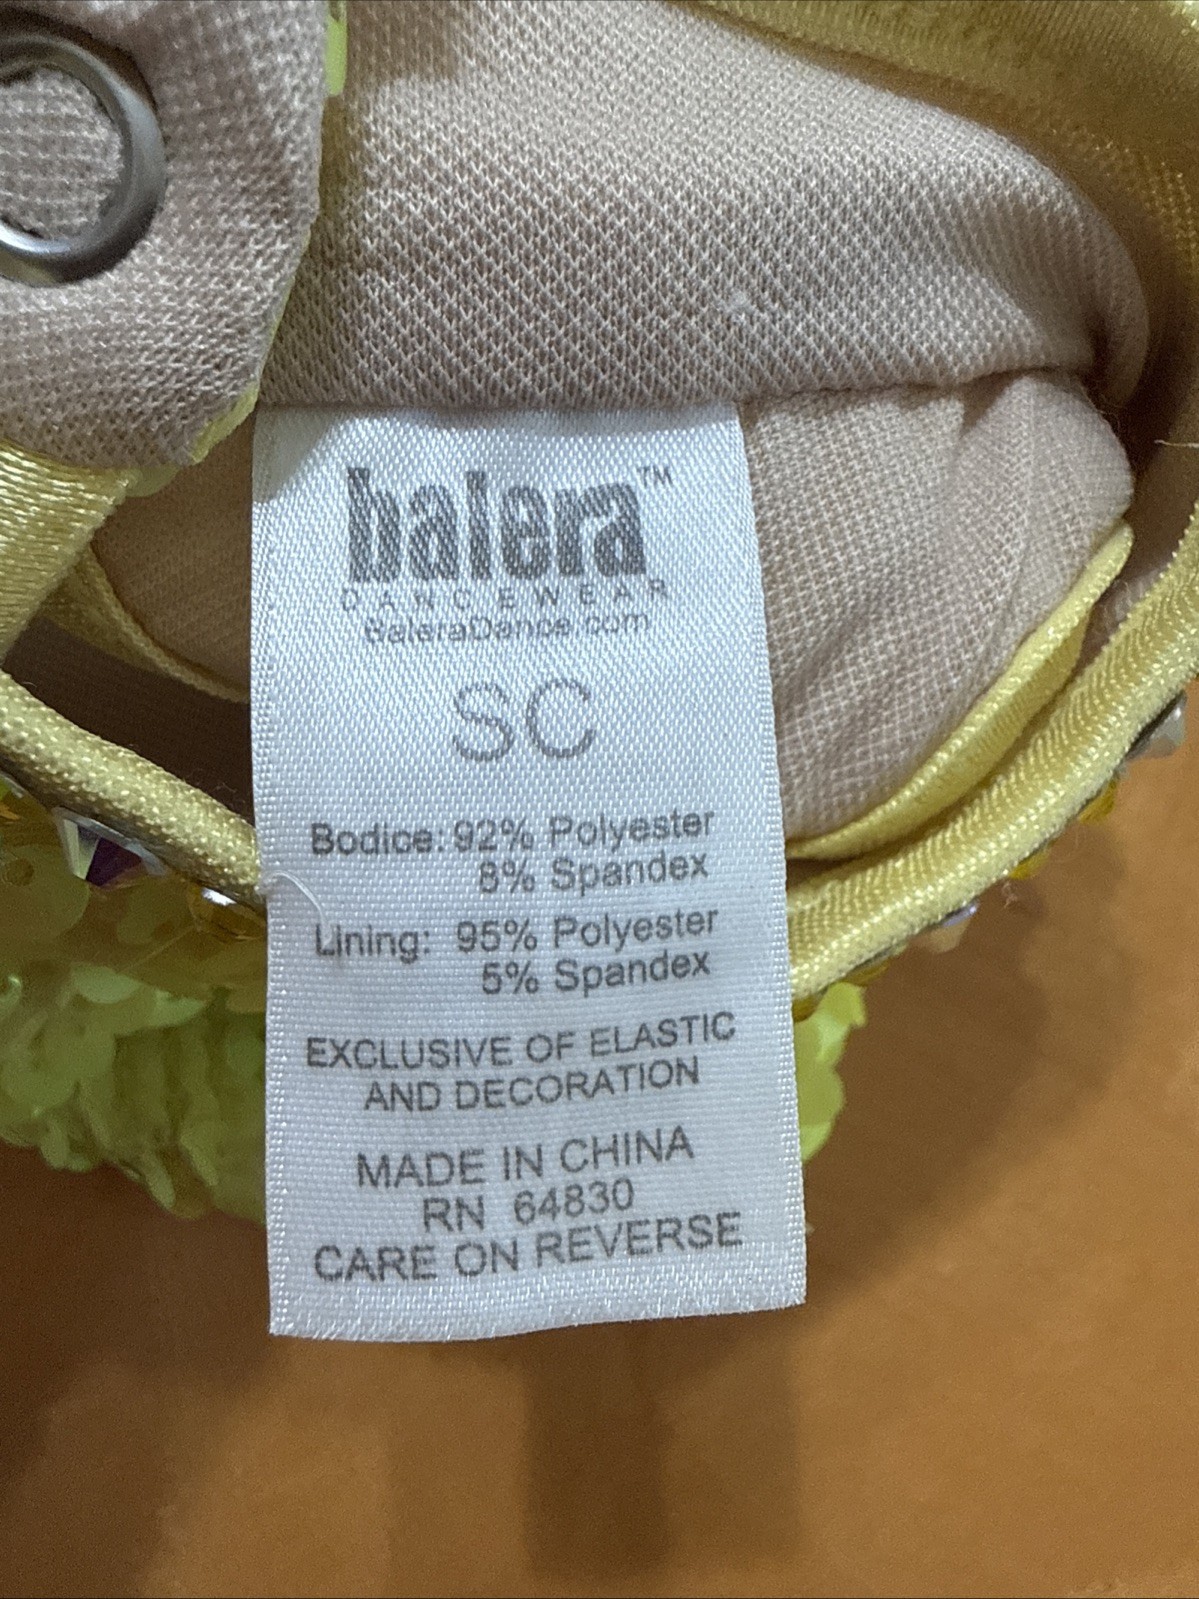 balera™
DANCEWEAR
BaleraDance.com
SC
Bodice: 92% Polyester
8% Spandex
Lining: 95% Polyester
5% Spandex
EXCLUSIVE OF ELASTIC
AND DECORATION
MADE IN CHINA
RN 64830
CARE ON REVERSE